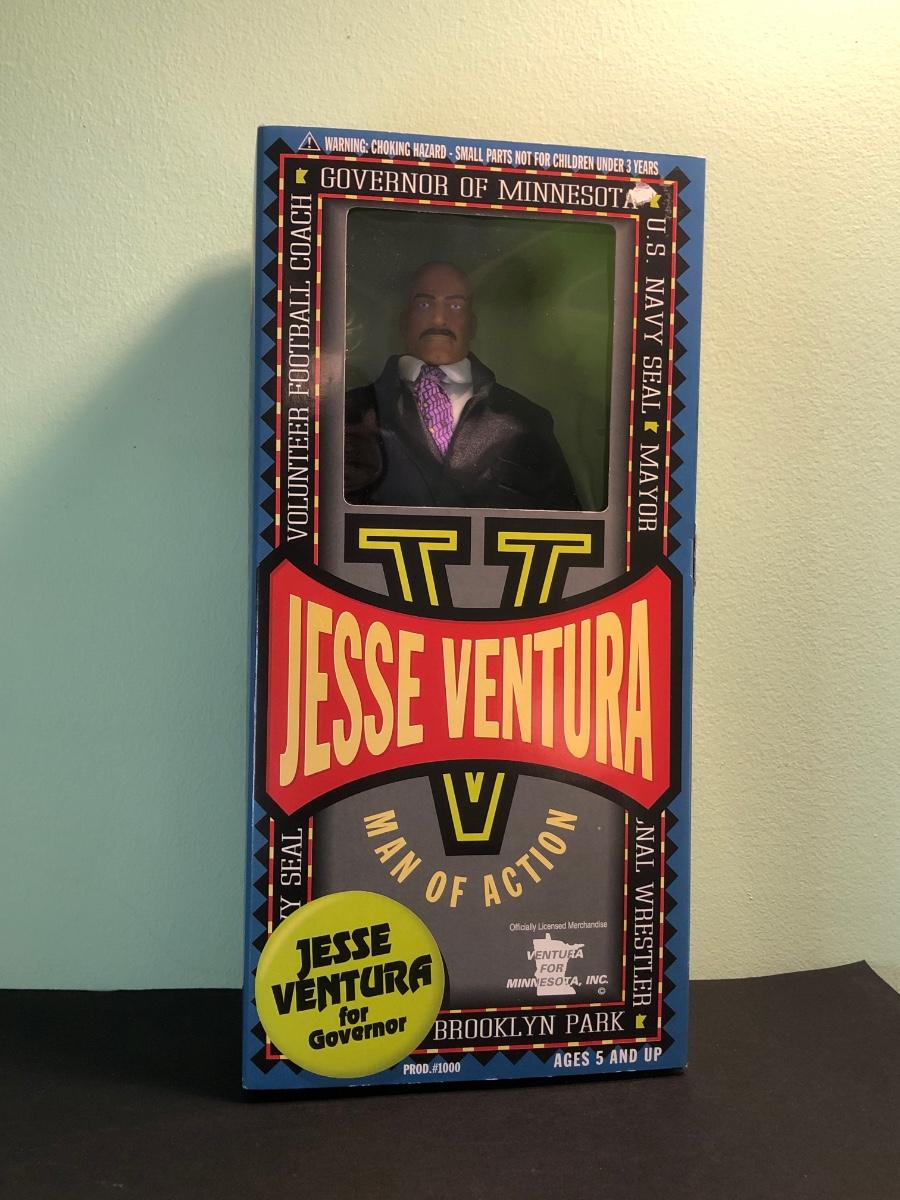 WARNING: CHOKING HAZARD - SMALL PARTS NOT FOR CHILDREN UNDER 3 YEARS
GOVERNOR OF MINNESOTA
U.S. NAVY SEAL
MAYOR
VOLUNTEER FOOTBALL COACH
JESSE VENTURA
V
MAN OF ACTION
SEAL
WRESTLER
Officially Licensed Merchandise
VENTURA
FOR
MINNESOTA, INC.
©
JESSE
VENTURA
for
Governor
BROOKLYN PARK
PROD.#1000
AGES 5 AND UP